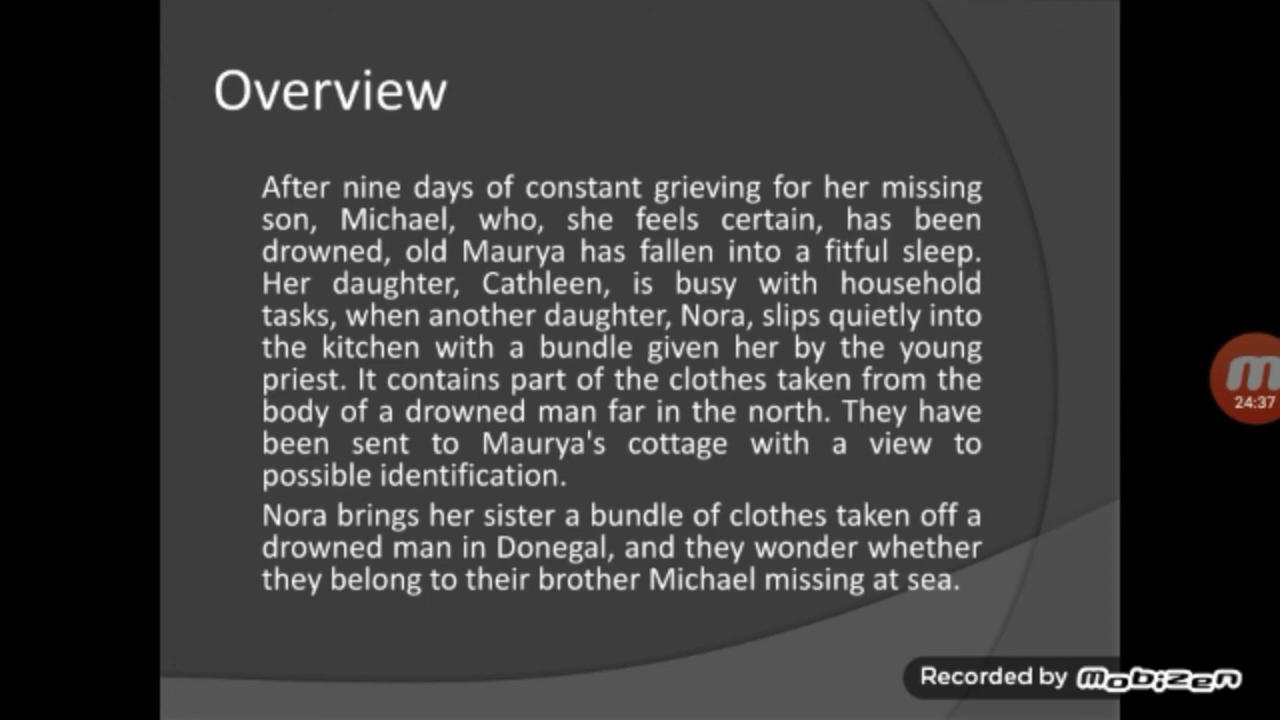 Overview
After nine days of constant grieving for her missing
son, Michael, who, she feels certain, has been
drowned, old Maurya has fallen into a fitful sleep.
Her daughter, Cathleen, is busy with household
tasks, when another daughter, Nora, slips quietly into
the kitchen with a bundle given her by the young
priest. It contains part of the clothes taken from the
body of a drowned man far in the north. They have
been sent to Maurya's cottage with a view to
possible identification.
Nora brings her sister a bundle of clothes taken off a
drowned man in Donegal, and they wonder whether
they belong to their brother Michael missing at sea.
24:37
Recorded by Mobizen